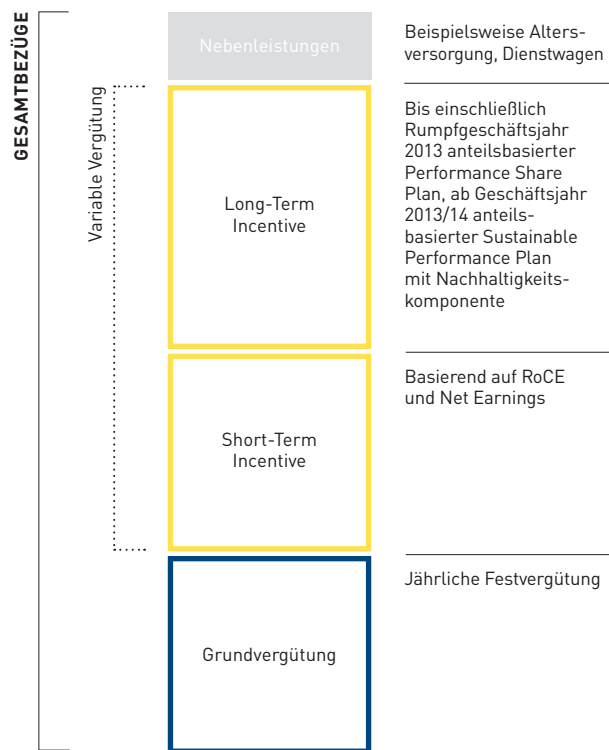 GESAMTBEZÜGE
Nebenleistungen
Beispielsweise Alters-
versorgung, Dienstwagen
Variable Vergütung
Long-Term
Incentive
Bis einschließlich
Rumpfgeschäftsjahr
2013 anteilsbasierter
Performance Share
Plan, ab Geschäftsjahr
2013/14 anteils-
basierter Sustainable
Performance Plan
mit Nachhaltigkeits-
komponente
Short-Term
Incentive
Basierend auf RoCE
und Net Earnings
Grundvergütung
Jährliche Festvergütung